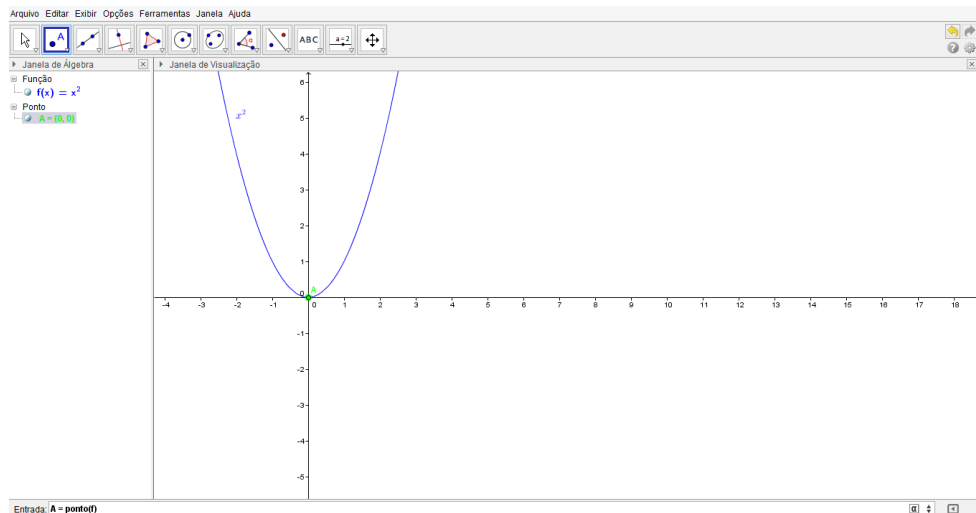 Arquivo Editar Exibir Opções Ferramentas Janela Ajuda
A
α
ABC
a=2
?
Janela de Álgebra
Janela de Visualização
Função
f(x) = x²
Ponto
A = (0, 0)
x²
6
5
4
3
2
1
0
A
-4 -3 -2 -1 0 1 2 3 4 5 6 7 8 9 10 11 12 13 14 15 16 17 18
-1
-2
-3
-4
-5
Entrada: A = ponto(f)
α